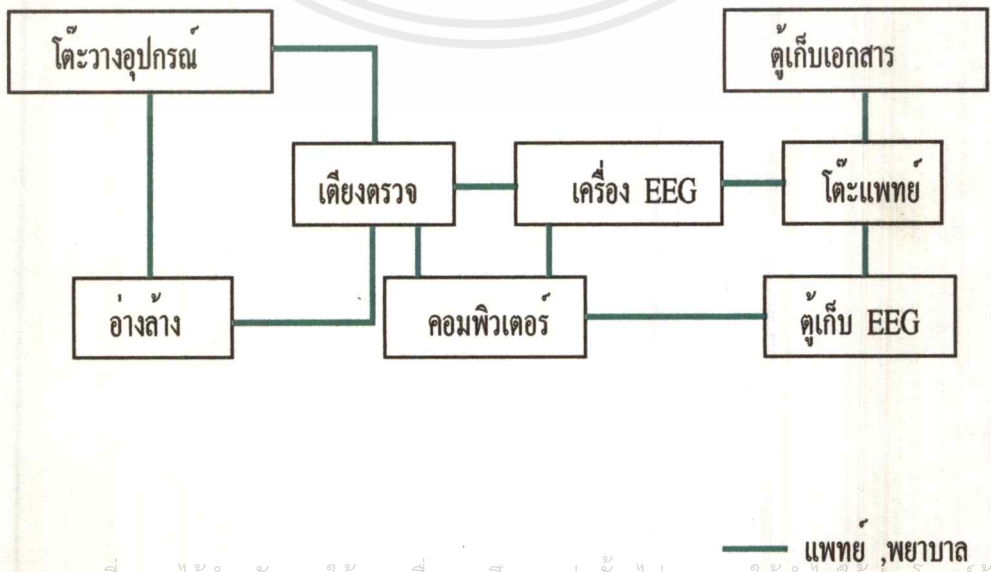 โต๊ะวางอุปกรณ์
ตู้เก็บเอกสาร
เตียงตรวจ
เครื่อง EEG
โต๊ะแพทย์
อ่างล้าง
คอมพิวเตอร์
ตู้เก็บ EEG
แพทย์ ,พยาบาล